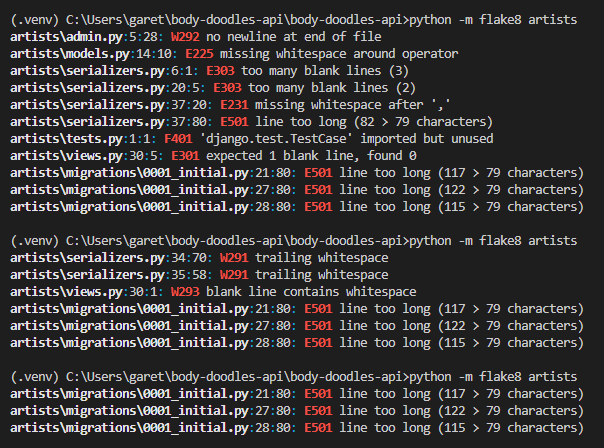 (.venv) C:\Users\garet\body-doodles-api\body-doodles-api>python -m flake8 artists
artists\admin.py:5:28: W292 no newline at end of file
artists\models.py:14:10: E225 missing whitespace around operator
artists\serializers.py:6:1: E303 too many blank lines (3)
artists\serializers.py:20:5: E303 too many blank lines (2)
artists\serializers.py:37:20: E231 missing whitespace after ','
artists\serializers.py:37:80: E501 line too long (82 > 79 characters)
artists\tests.py:1:1: F401 'django.test.TestCase' imported but unused
artists\views.py:30:5: E301 expected 1 blank line, found 0
artists\migrations\0001_initial.py:21:80: E501 line too long (117 > 79 characters)
artists\migrations\0001_initial.py:27:80: E501 line too long (122 > 79 characters)
artists\migrations\0001_initial.py:28:80: E501 line too long (115 > 79 characters)
(.venv) C:\Users\garet\body-doodles-api\body-doodles-api>python -m flake8 artists
artists\serializers.py:34:70: W291 trailing whitespace
artists\serializers.py:35:58: W291 trailing whitespace
artists\views.py:30:1: W293 blank line contains whitespace
artists\migrations\0001_initial.py:21:80: E501 line too long (117 > 79 characters)
artists\migrations\0001_initial.py:27:80: E501 line too long (122 > 79 characters)
artists\migrations\0001_initial.py:28:80: E501 line too long (115 > 79 characters)
(.venv) C:\Users\garet\body-doodles-api\body-doodles-api>python -m flake8 artists
artists\migrations\0001_initial.py:21:80: E501 line too long (117 > 79 characters)
artists\migrations\0001_initial.py:27:80: E501 line too long (122 > 79 characters)
artists\migrations\0001_initial.py:28:80: E501 line too long (115 > 79 characters)